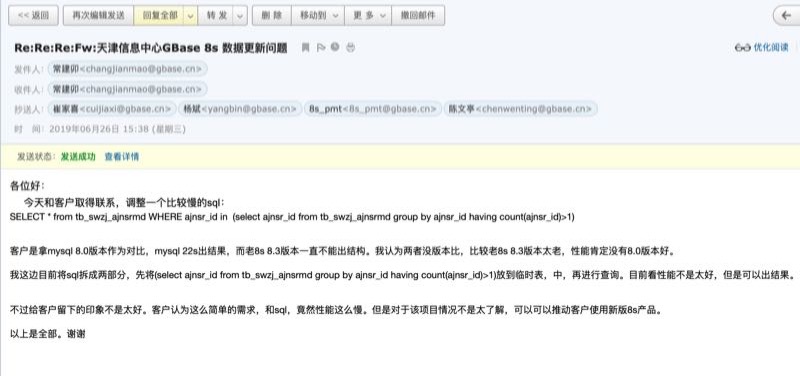 << 返回 再次编辑发送 回复全部 转 发 删 除 移动到 更 多 撤回邮件
Re:Re:Re:Fw:天津信息中心GBase 8s 数据更新问题
优化阅读
发件人： 常建卯<changjianmao@gbase.cn>
收件人： 常建卯<changjianmao@gbase.cn>
抄送人： 崔家喜<cuijiaxi@gbase.cn> 杨斌<yangbin@gbase.cn> 8s_pmt<8s_pmt@gbase.cn> 陈文亭<chenwenting@gbase.cn>
时 间： 2019年06月26日 15:38 (星期三)
发送状态： 发送成功 查看详情
各位好：
今天和客户取得联系，调整一个比较慢的sql：
SELECT * from tb_swzj_ajnsrmd WHERE ajnsr_id in (select ajnsr_id from tb_swzj_ajnsrmd group by ajnsr_id having count(ajnsr_id)>1)
客户是拿mysql 8.0版本作为对比，mysql 22s出结果，而老8s 8.3版本一直不能出结构。我认为两者没版本比，比较老8s 8.3版本太老，性能肯定没有8.0版本好。
我这边目前将sql拆成两部分，先将(select ajnsr_id from tb_swzj_ajnsrmd group by ajnsr_id having count(ajnsr_id)>1)放到临时表，中，再进行查询。目前看性能不是太好，但是可以出结果。
不过给客户留下的印象不是太好。客户认为这么简单的需求，和sql，竟然性能这么慢。但是对于该项目情况不是太了解，可以可以推动客户使用新版8s产品。
以上是全部。谢谢